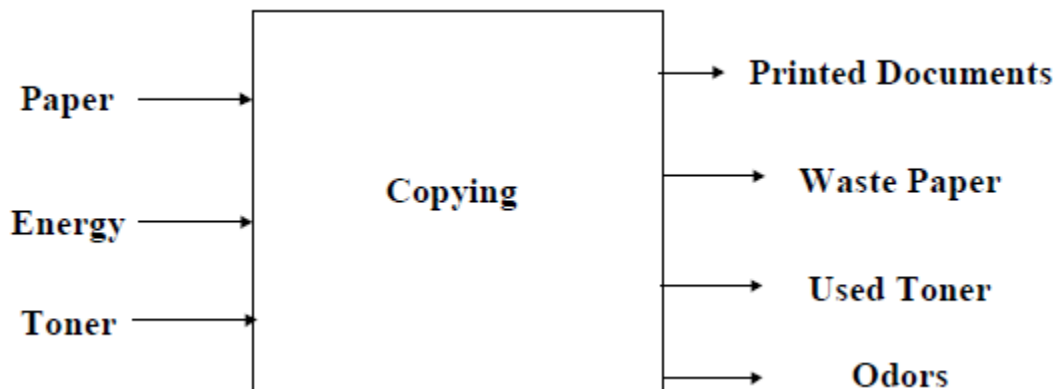 Paper
Energy
Toner
Copying
Printed Documents
Waste Paper
Used Toner
Odors